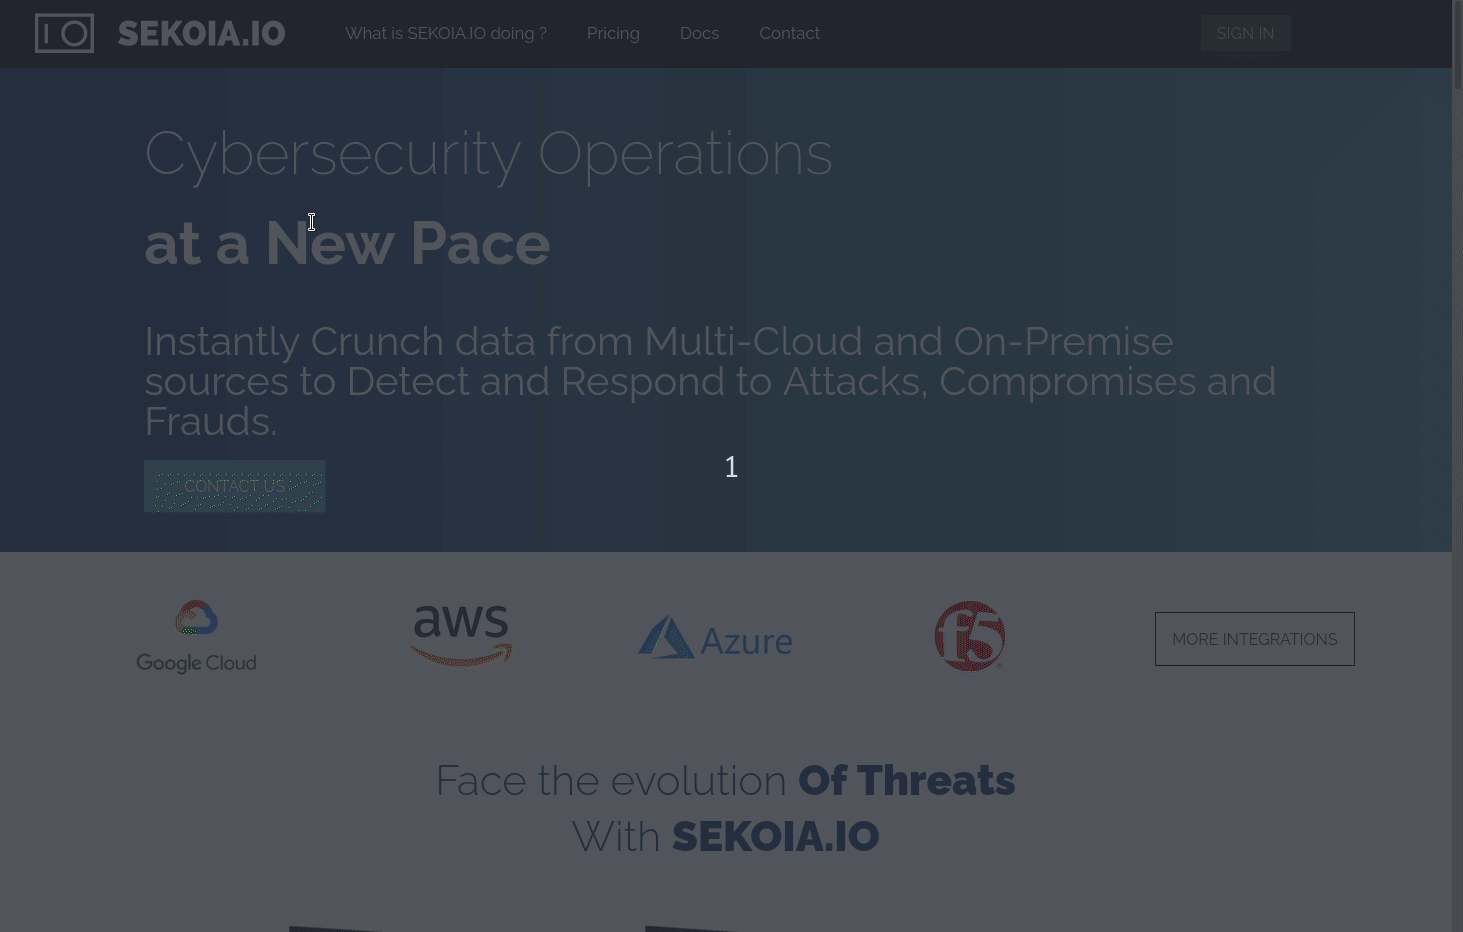 IO SEKOIA.IO What is SEKOIA.IO doing ? Pricing Docs Contact SIGN IN
Cybersecurity Operations
at a New Pace
Instantly Crunch data from Multi-Cloud and On-Premise
sources to Detect and Respond to Attacks, Compromises and
Frauds.
1
CONTACT US
Google Cloud aws Azure f5 MORE INTEGRATIONS
Face the evolution Of Threats
With SEKOIA.IO